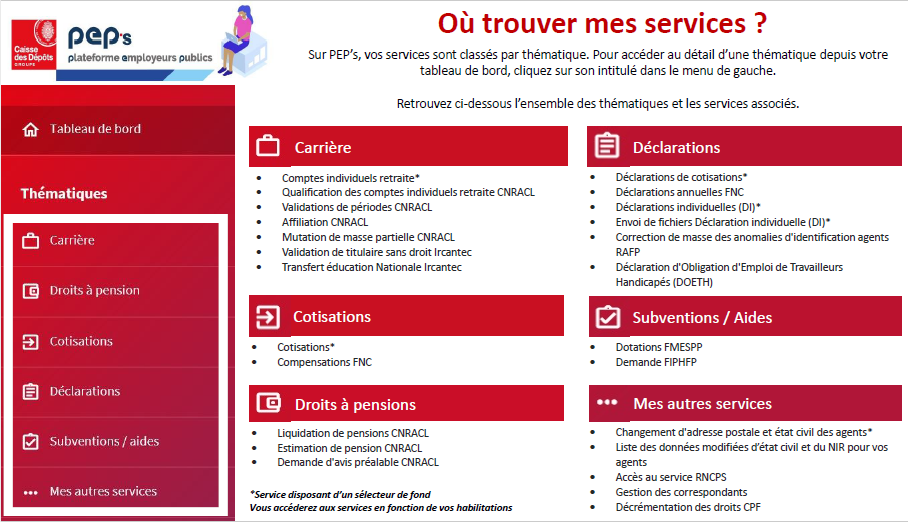 Caisse
des Dépôts
GROUPE
pep's
plateforme employeurs publics
Où trouver mes services ?
Sur PEP's, vos services sont classés par thématique. Pour accéder au détail d'une thématique depuis votre
tableau de bord, cliquez sur son intitulé dans le menu de gauche.
Retrouvez ci-dessous l'ensemble des thématiques et les services associés.
Tableau de bord
Thématiques
Carrière
Droits à pension
Cotisations
Déclarations
Subventions / aides
Mes autres services
Carrière
• Comptes individuels retraite*
• Qualification des comptes individuels retraite CNRACL
• Validations de périodes CNRACL
• Affiliation CNRACL
• Mutation de masse partielle CNRACL
• Validation de titulaire sans droit Ircantec
• Transfert éducation Nationale Ircantec
Cotisations
• Cotisations*
• Compensations FNC
Droits à pensions
• Liquidation de pensions CNRACL
• Estimation de pension CNRACL
• Demande d'avis préalable CNRACL
*Service disposant d'un sélecteur de fond
Vous accéderez aux services en fonction de vos habilitations
Déclarations
• Déclarations de cotisations*
• Déclarations annuelles FNC
• Déclarations individuelles (DI)*
• Envoi de fichiers Déclaration individuelle (DI)*
• Correction de masse des anomalies d'identification agents
RAFP
• Déclaration d'Obligation d'Emploi de Travailleurs
Handicapés (DOETH)
Subventions / Aides
• Dotations FMESPP
• Demande FIPHFP
Mes autres services
• Changement d'adresse postale et état civil des agents*
• Liste des données modifiées d'état civil et du NIR pour vos
agents
• Accès au service RNCPS
• Gestion des correspondants
• Décrémentation des droits CPF